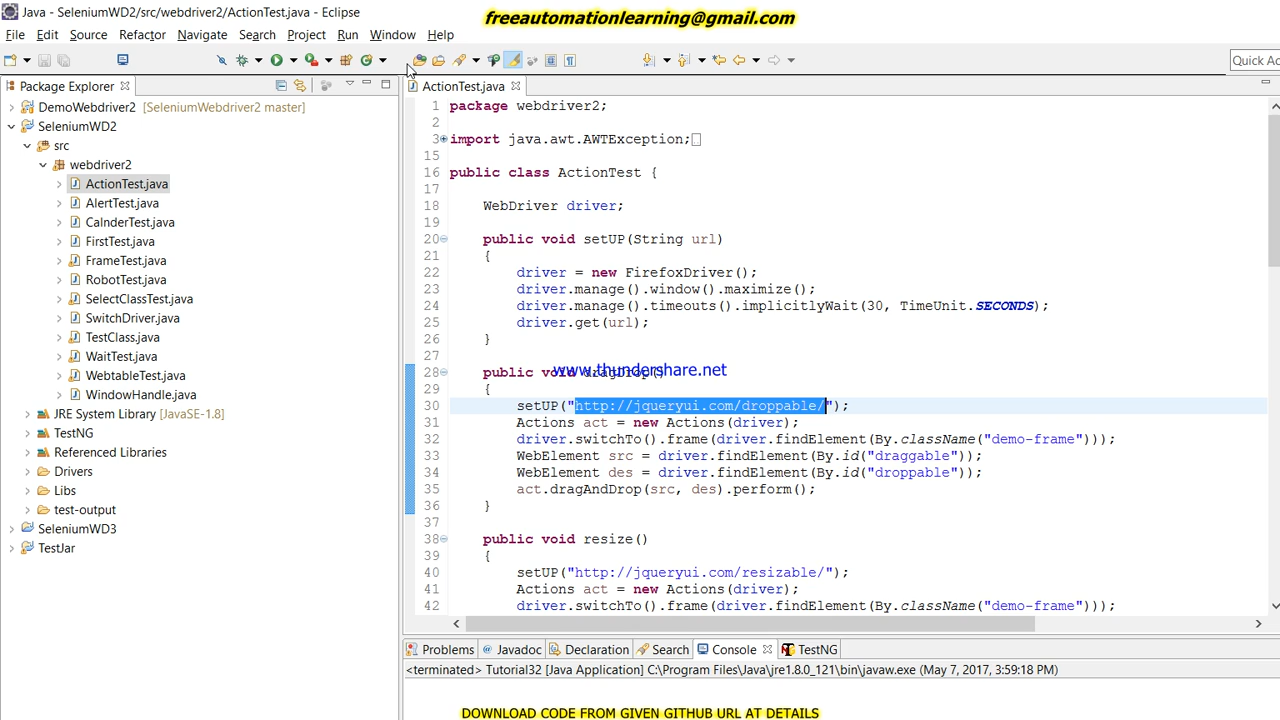 Java - SeleniumWD2/src/webdriver2/ActionTest.java - Eclipse
freeautomationlearning@gmail.com
File Edit Source Refactor Navigate Search Project Run Window Help
Quick Ac
Package Explorer
DemoWebdriver2 [SeleniumWebdriver2 master]
SeleniumWD2
src
webdriver2
ActionTest.java
AlertTest.java
CalnderTest.java
FirstTest.java
FrameTest.java
RobotTest.java
SelectClassTest.java
SwitchDriver.java
TestClass.java
WaitTest.java
WebtableTest.java
WindowHandle.java
JRE System Library [JavaSE-1.8]
TestNG
Referenced Libraries
Drivers
Libs
test-output
SeleniumWD3
TestJar
ActionTest.java
1 package webdriver2;
2
3 import java.awt.AWTException;
15
16 public class ActionTest {
17
18 WebDriver driver;
19
20 public void setUP(String url)
21 {
22 driver = new FirefoxDriver();
23 driver.manage().window().maximize();
24 driver.manage().timeouts().implicitlyWait(30, TimeUnit.SECONDS);
25 driver.get(url);
26 }
27
28 public void dragDrop()
www.thundershare.net
29 {
30 setUP("http://jqueryui.com/droppable/");
31 Actions act = new Actions(driver);
32 driver.switchTo().frame(driver.findElement(By.className("demo-frame")));
33 WebElement src = driver.findElement(By.id("draggable"));
34 WebElement des = driver.findElement(By.id("droppable"));
35 act.dragAndDrop(src, des).perform();
36 }
37
38 public void resize()
39 {
40 setUP("http://jqueryui.com/resizable/");
41 Actions act = new Actions(driver);
42 driver.switchTo().frame(driver.findElement(By.className("demo-frame")));
Problems @ Javadoc Declaration Search Console TestNG
<terminated> Tutorial32 [Java Application] C:\Program Files\Java\jre1.8.0_121\bin\javaw.exe (May 7, 2017, 3:59:18 PM)
DOWNLOAD CODE FROM GIVEN GITHUB URL AT DETAILS